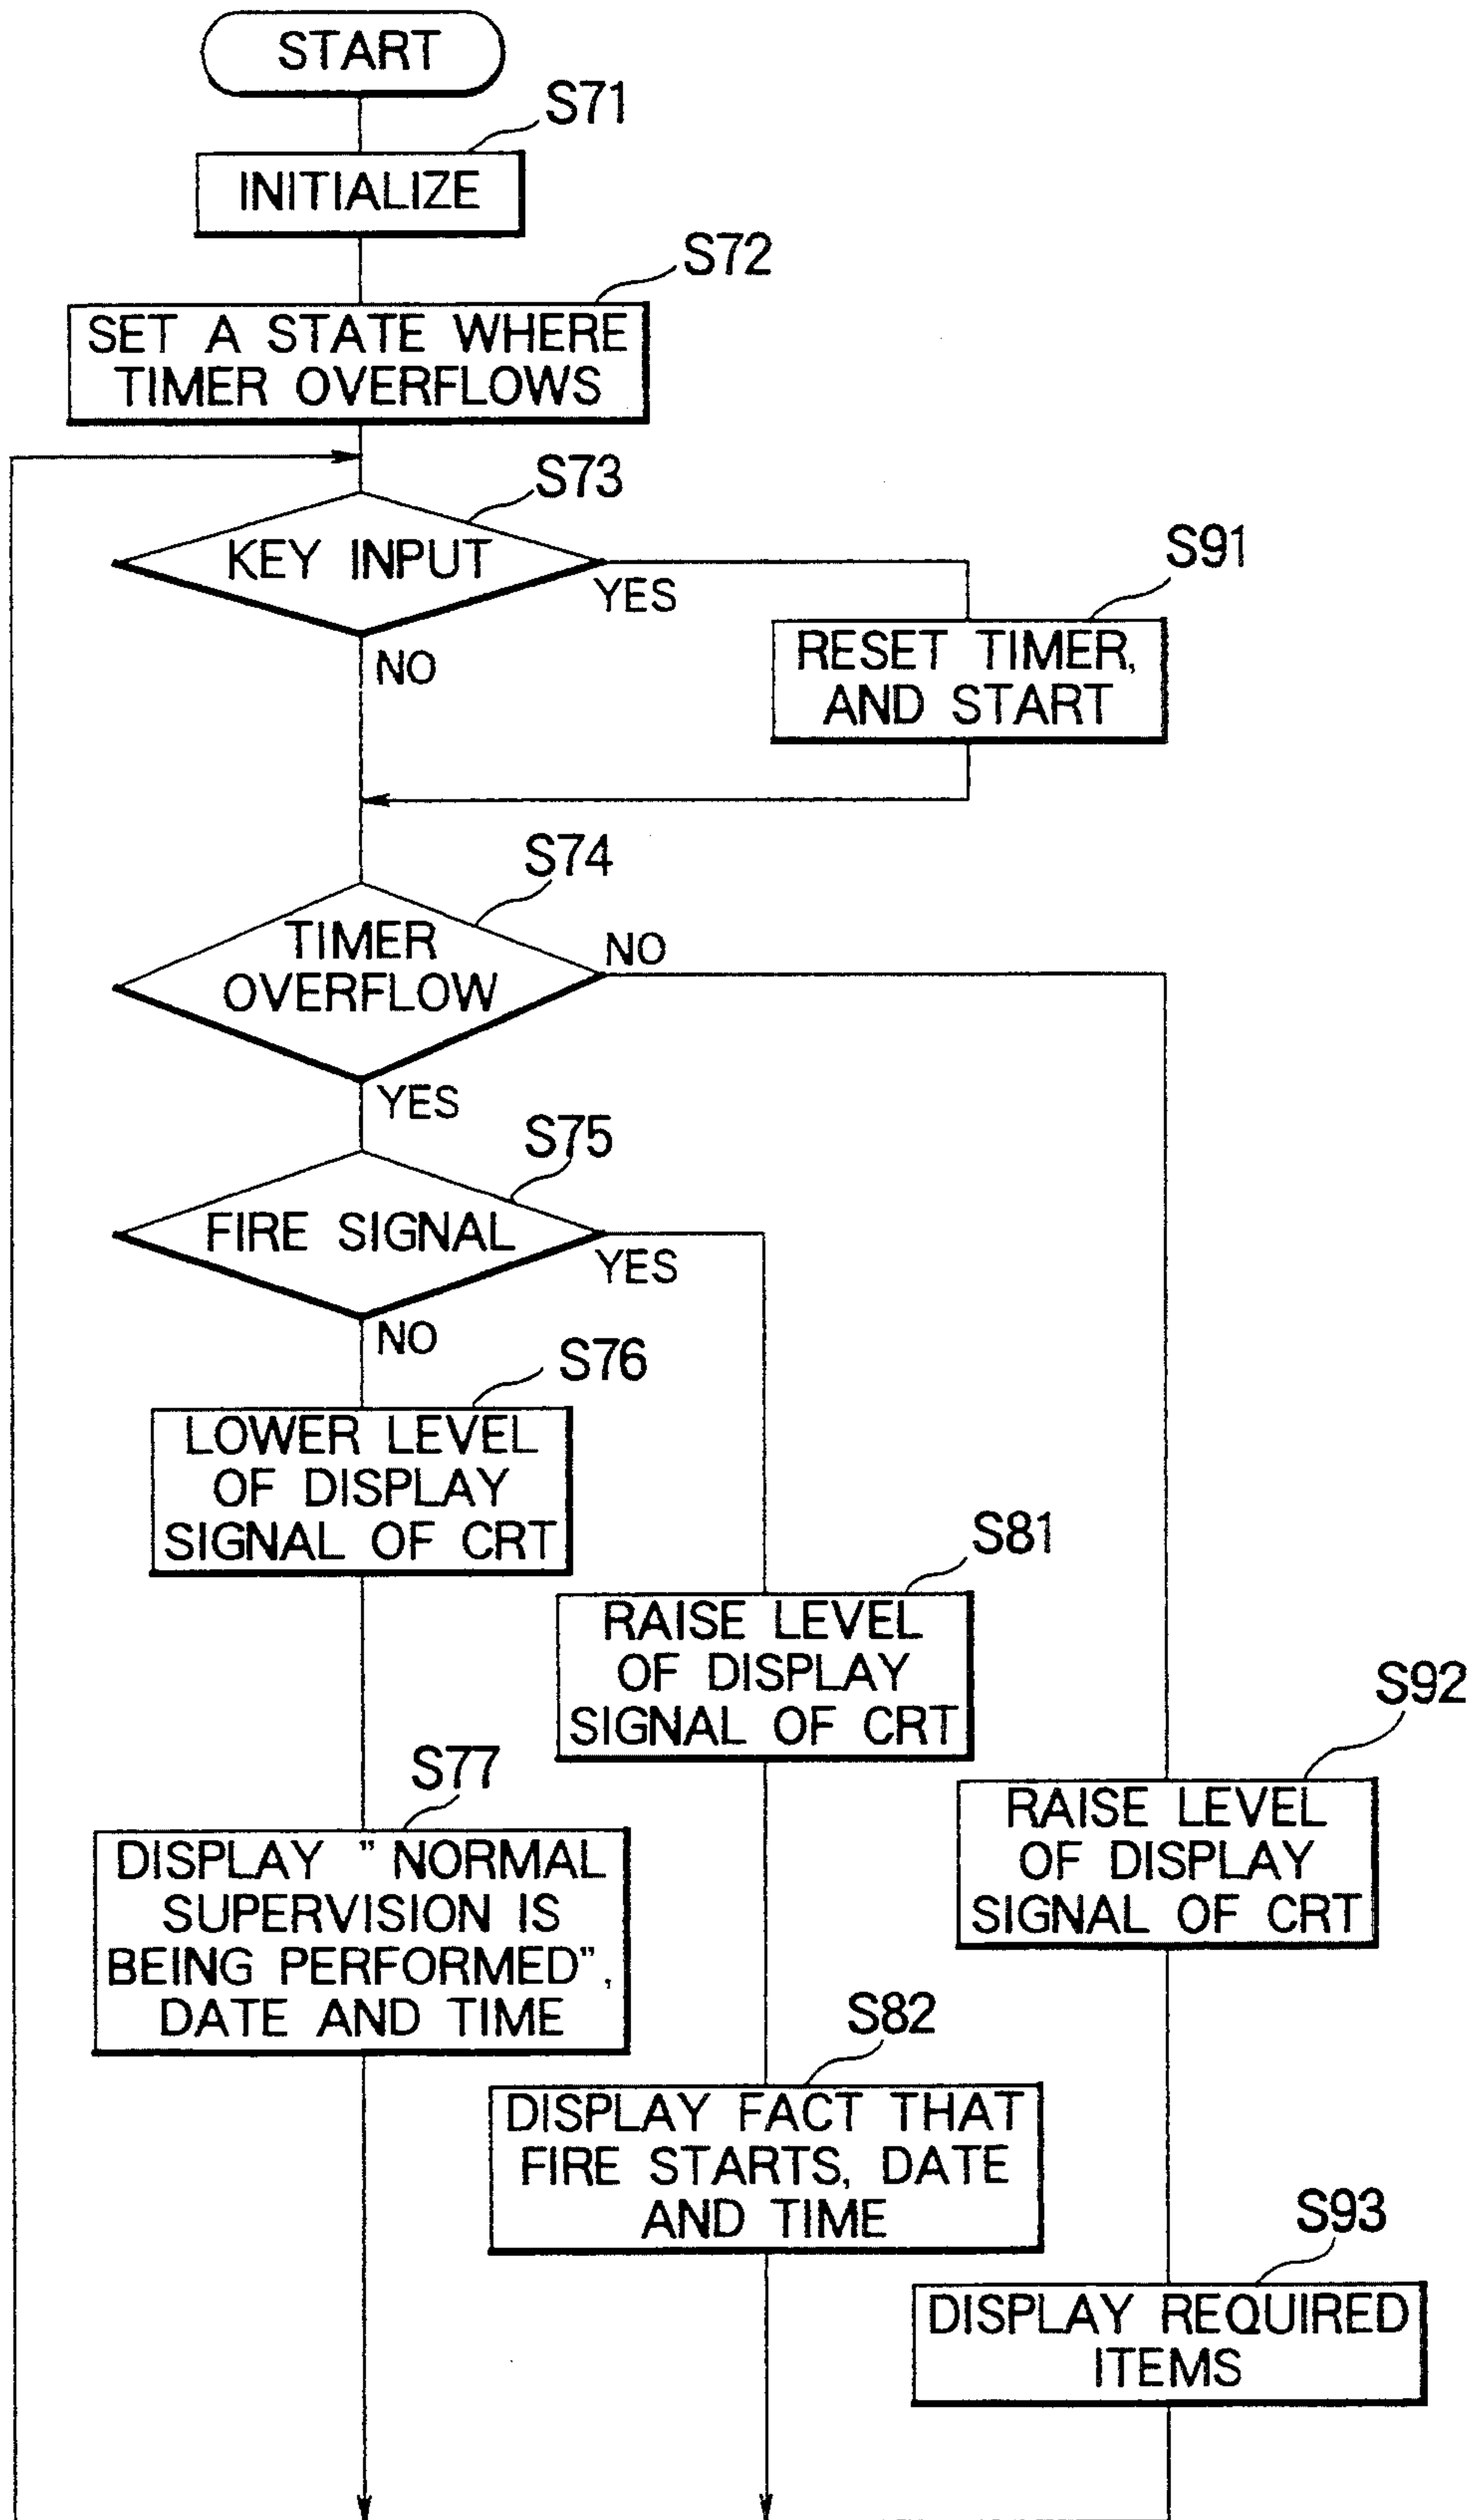 START
S71
INITIALIZE
S72
SET A STATE WHERE
TIMER OVERFLOWS
S73
KEY INPUT
YES
NO
S91
RESET TIMER,
AND START
S74
TIMER
OVERFLOW
NO
YES
S75
FIRE SIGNAL
YES
NO
S76
LOWER LEVEL
OF DISPLAY
SIGNAL OF CRT
S81
RAISE LEVEL
OF DISPLAY
SIGNAL OF CRT
S92
RAISE LEVEL
OF DISPLAY
SIGNAL OF CRT
S77
DISPLAY " NORMAL
SUPERVISION IS
BEING PERFORMED",
DATE AND TIME
S82
DISPLAY FACT THAT
FIRE STARTS, DATE
AND TIME
S93
DISPLAY REQUIRED
ITEMS